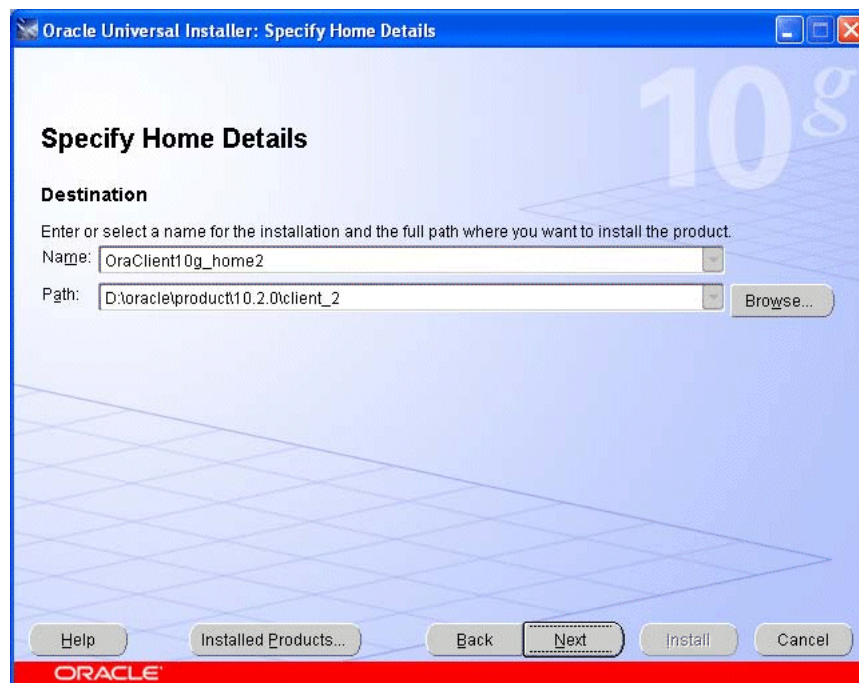 Oracle Universal Installer: Specify Home Details
10g
Specify Home Details
Destination
Enter or select a name for the installation and the full path where you want to install the product.
Name: OraClient10g_home2
Path: D:\oracle\product\10.2.0\client_2 Browse...
Help Installed Products... Back Next Install Cancel
ORACLE